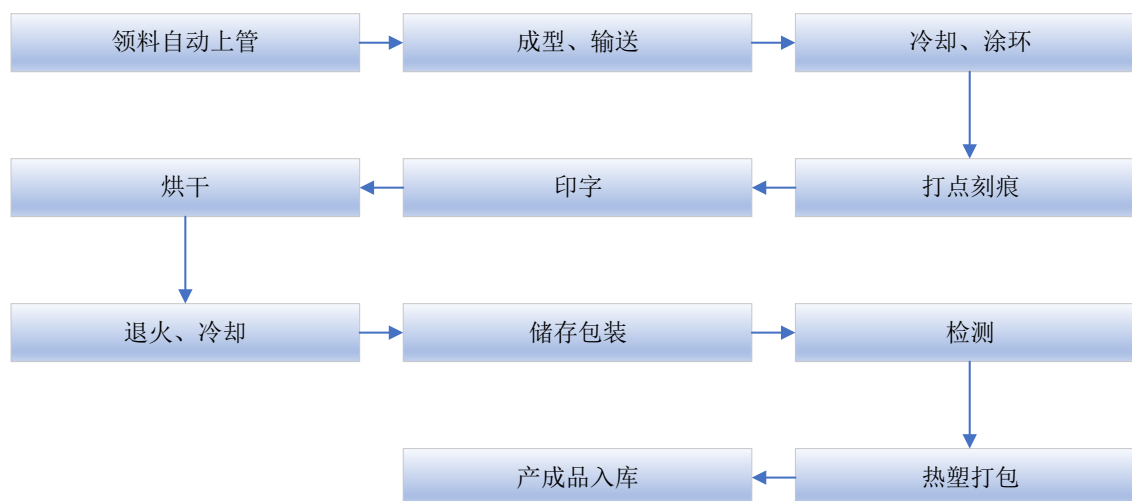 领料自动上管
成型、输送
冷却、涂环
打点刻痕
印字
烘干
退火、冷却
储存包装
检测
热塑打包
产成品入库